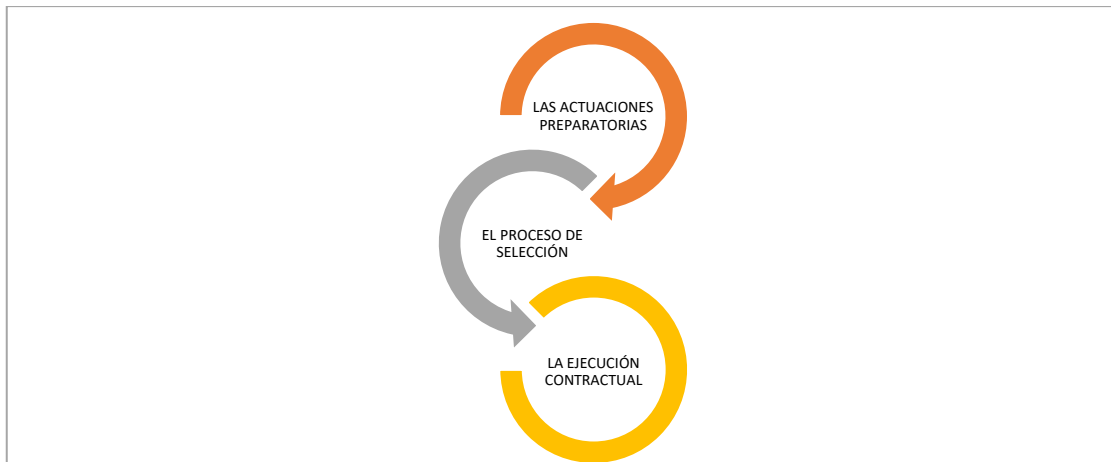 LAS ACTUACIONES
PREPARATORIAS
EL PROCESO DE
SELECCIÓN
LA EJECUCIÓN
CONTRACTUAL